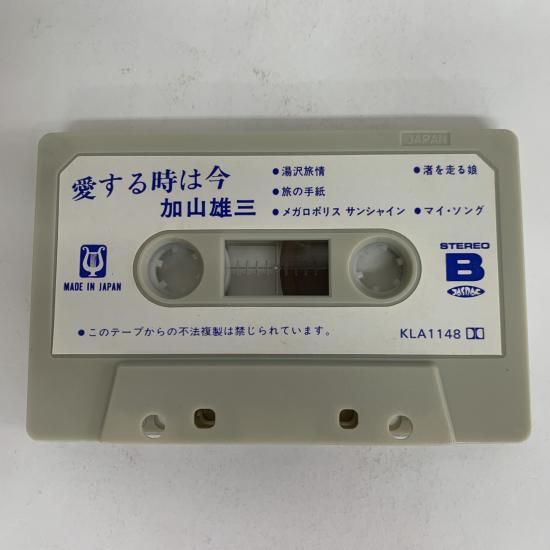 JAPAN
愛する時は今
加山雄三
●湯沢旅情
●旅の手紙
●メガロポリス サンシャイン
●渚を走る娘
●マイ・ソング
MADE IN JAPAN
STEREO
B
JASRAC
●このテープからの不法複製は禁じられています。
KLA1148